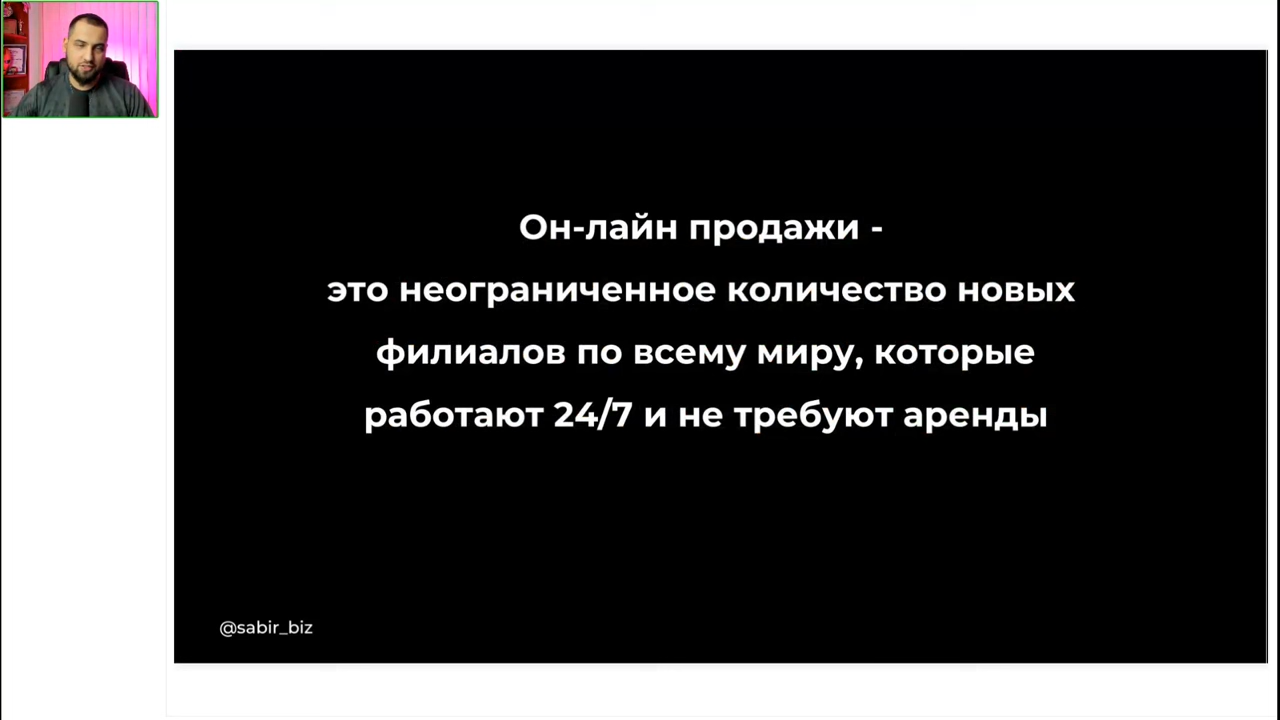 Он-лайн продажи -
это неограниченное количество новых
филиалов по всему миру, которые
работают 24/7 и не требуют аренды
@sabir_biz